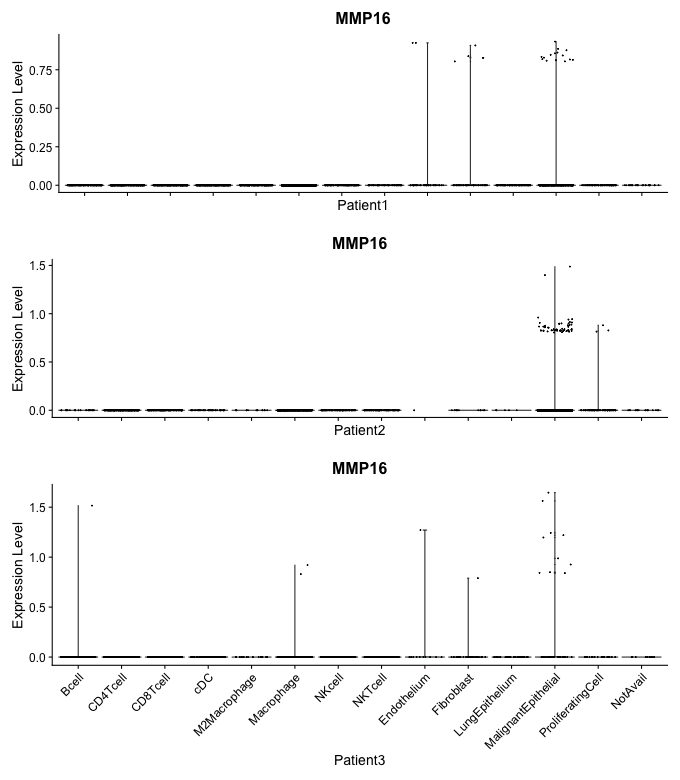 MMP16
Expression Level
0.75
0.50
0.25
0.00
Patient1
MMP16
Expression Level
1.5
1.0
0.5
0.0
Patient2
MMP16
Expression Level
1.5
1.0
0.5
0.0
Bcell
CD4Tcell
CD8Tcell
cDC
M2Macrophage
Macrophage
NKcell
NKTcell
Endothelium
Fibroblast
LungEpithelium
MalignantEpithelial
ProliferatingCell
NotAvail
Patient3